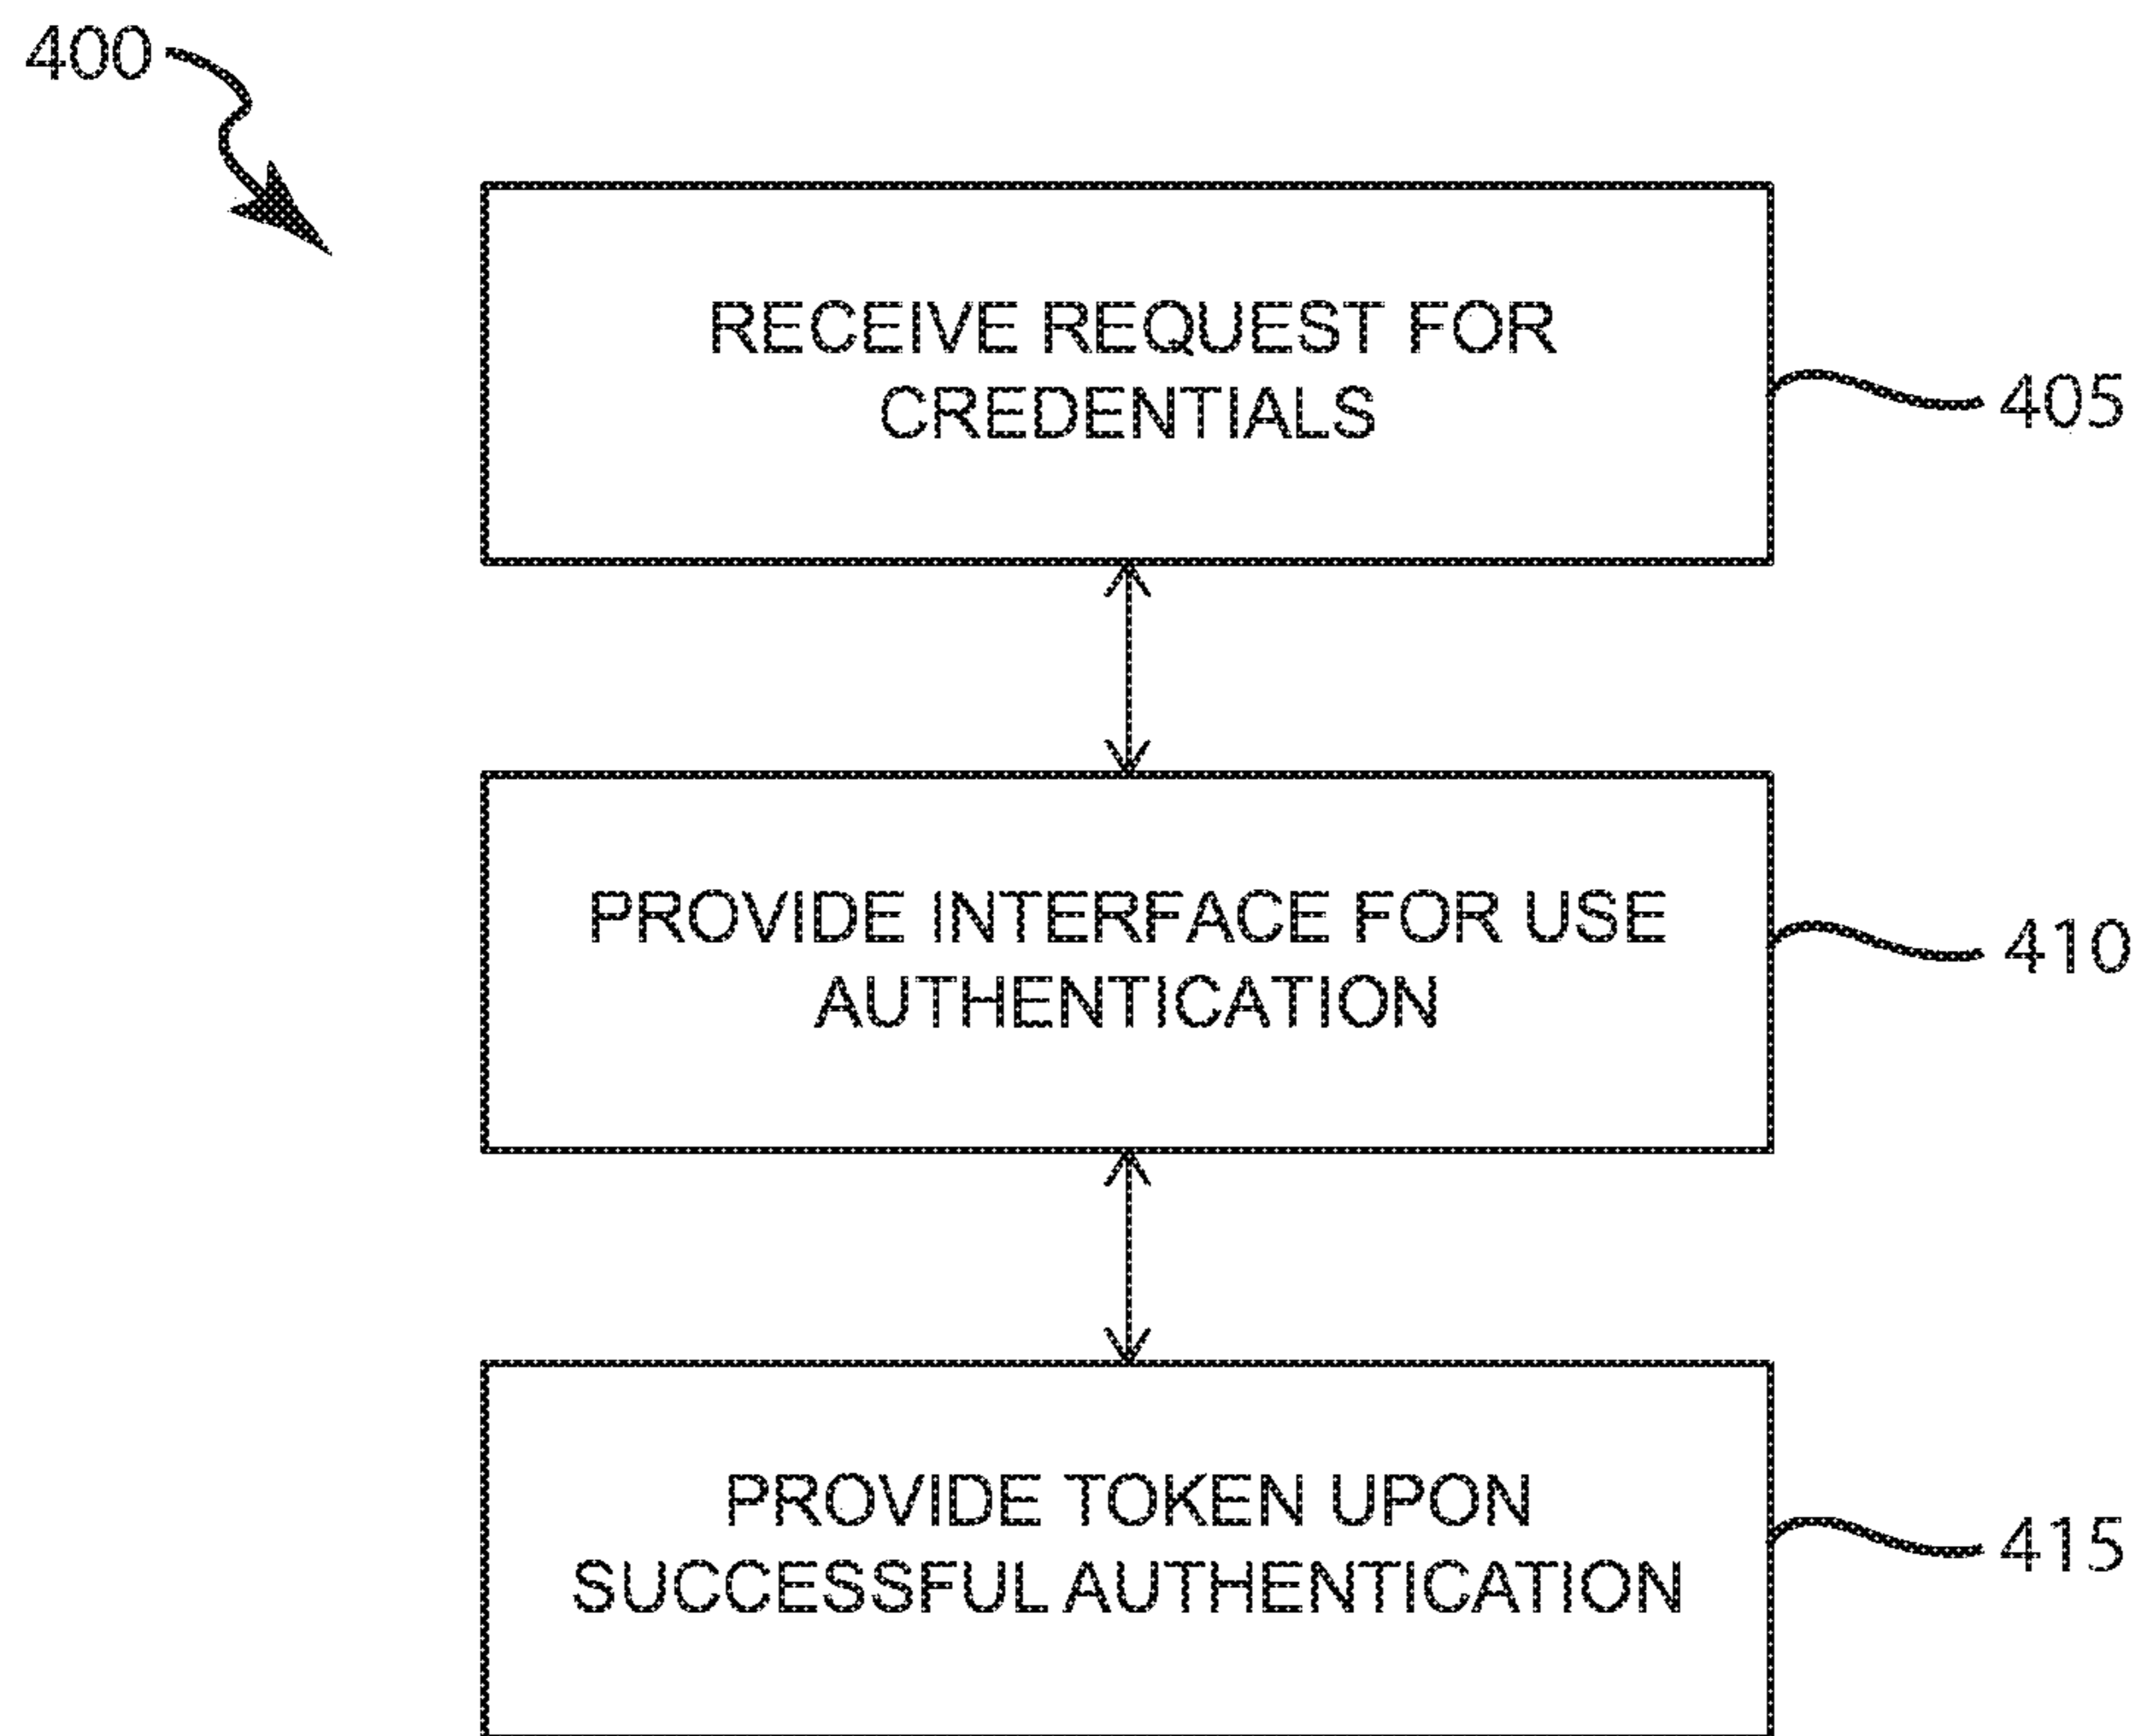 400
RECEIVE REQUEST FOR
CREDENTIALS
405
PROVIDE INTERFACE FOR USE
AUTHENTICATION
410
PROVIDE TOKEN UPON
SUCCESSFUL AUTHENTICATION
415